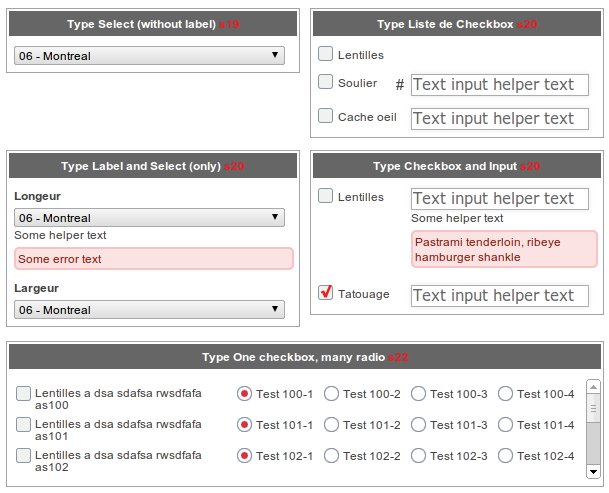 Type Select (without label) s19
06 - Montreal
Type Liste de Checkbox s20
Lentilles
Soulier # Text input helper text
Cache oeil Text input helper text
Type Label and Select (only) s20
Longeur
06 - Montreal
Some helper text
Some error text
Largeur
06 - Montreal
Type Checkbox and Input s20
Lentilles Text input helper text
Some helper text
Pastrami tenderloin, ribeye
hamburger shankle
Tatouage Text input helper text
Type One checkbox, many radio s22
Lentilles a dsa sdafsa rwsdfafa
as100
Test 100-1 Test 100-2 Test 100-3 Test 100-4
Lentilles a dsa sdafsa rwsdfafa
as101
Test 101-1 Test 101-2 Test 101-3 Test 101-4
Lentilles a dsa sdafsa rwsdfafa
as102
Test 102-1 Test 102-2 Test 102-3 Test 102-4